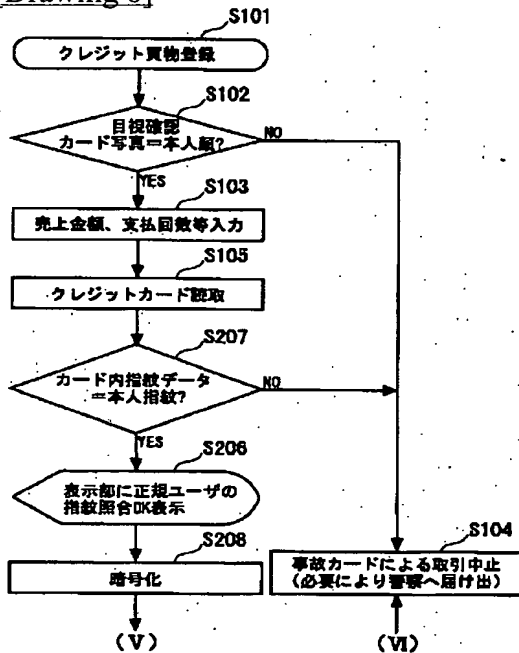 S101
クレジット買物登録
S102
目視確認
カード写真=本人顔?
NO
YES
S103
売上金額、支払回数等入力
S105
クレジットカード読取
S207
カード内指紋データ
=本人指紋?
NO
YES
S206
表示部に正規ユーザの
指紋照合OK表示
S208
暗号化
S104
事故カードによる取引中止
(必要により警察へ届け出)
(V)
(VI)